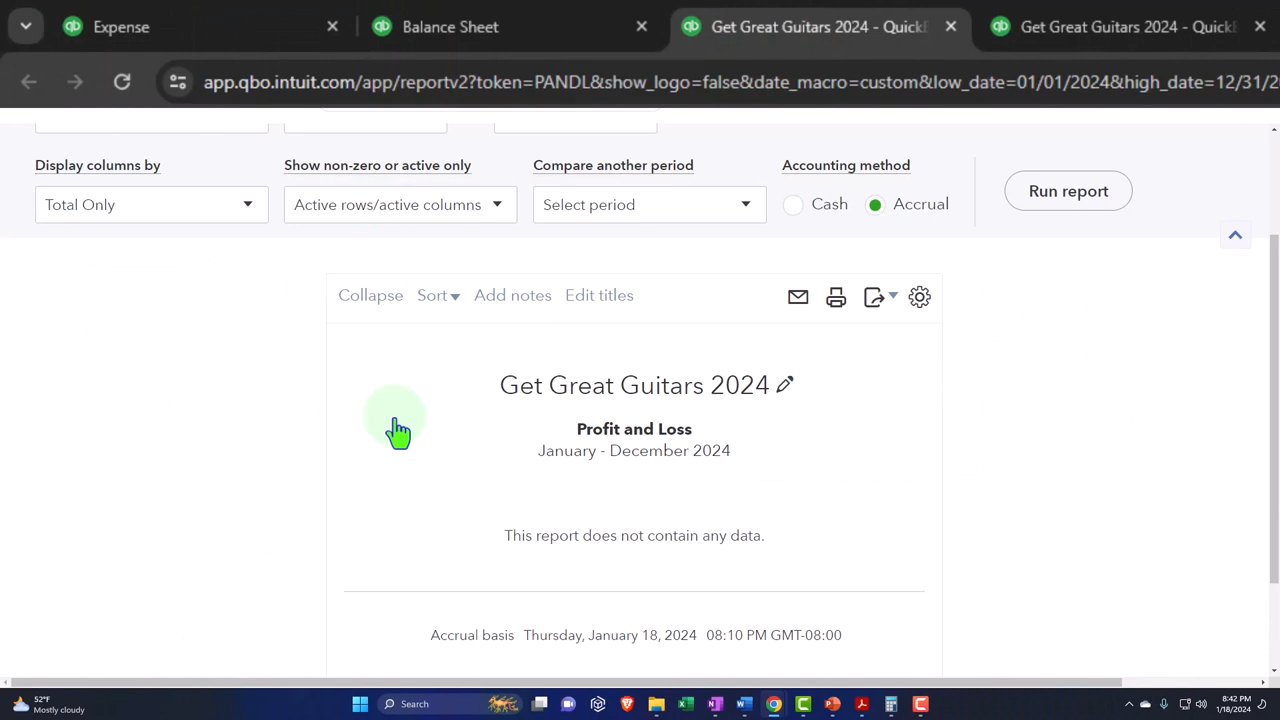 Expense
Balance Sheet
Get Great Guitars 2024 - QuickB
Get Great Guitars 2024 - QuickB
app.qbo.intuit.com/app/reportv2?token=PANDL&show_logo=false&date_macro=custom&low_date=01/01/2024&high_date=12/31/2
Display columns by
Show non-zero or active only
Compare another period
Accounting method
Total Only
Active rows/active columns
Select period
Cash
Accrual
Run report
Collapse Sort Add notes Edit titles
Get Great Guitars 2024
Profit and Loss
January - December 2024
This report does not contain any data.
Accrual basis Thursday, January 18, 2024 08:10 PM GMT-08:00
52°F
Mostly cloudy
Search
8:42 PM
1/18/2024